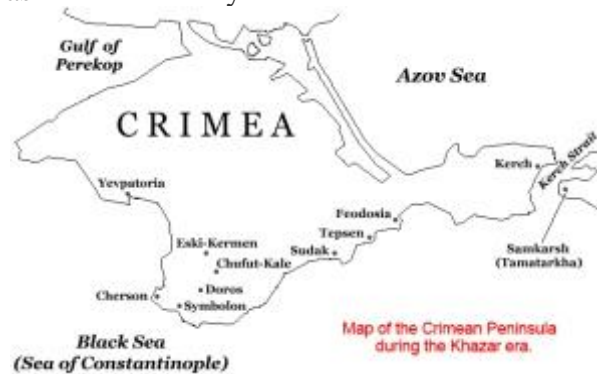 Gulf of
Perekop
Azov Sea
CRIMEA
Kerch
Kerch Strait
Yevpatoria
Feodosia
Tepsen
Sudak
Samkarsh
(Tamatarkha)
Eski-Kermen
Chufut-Kale
Doros
Cherson
Symbolon
Black Sea
(Sea of Constantinople)
Map of the Crimean Peninsula
during the Khazar era.